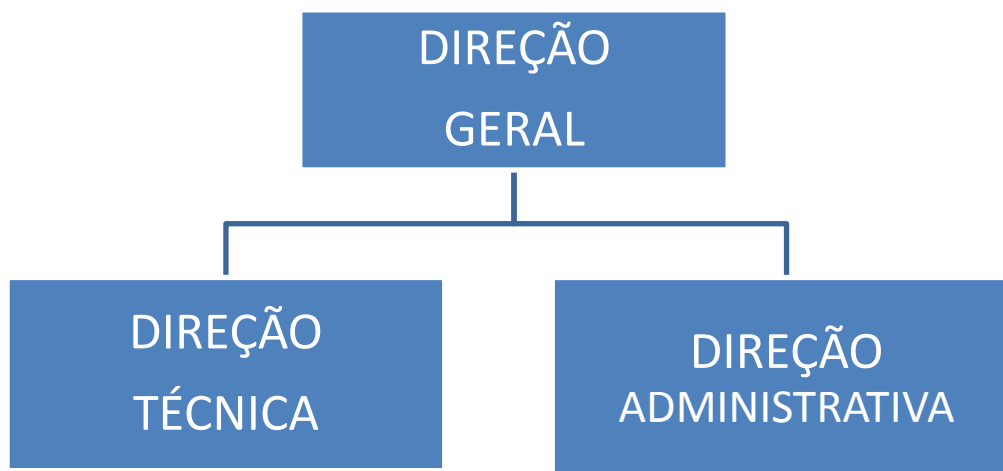 DIREÇÃO
GERAL
DIREÇÃO
TÉCNICA
DIREÇÃO
ADMINISTRATIVA